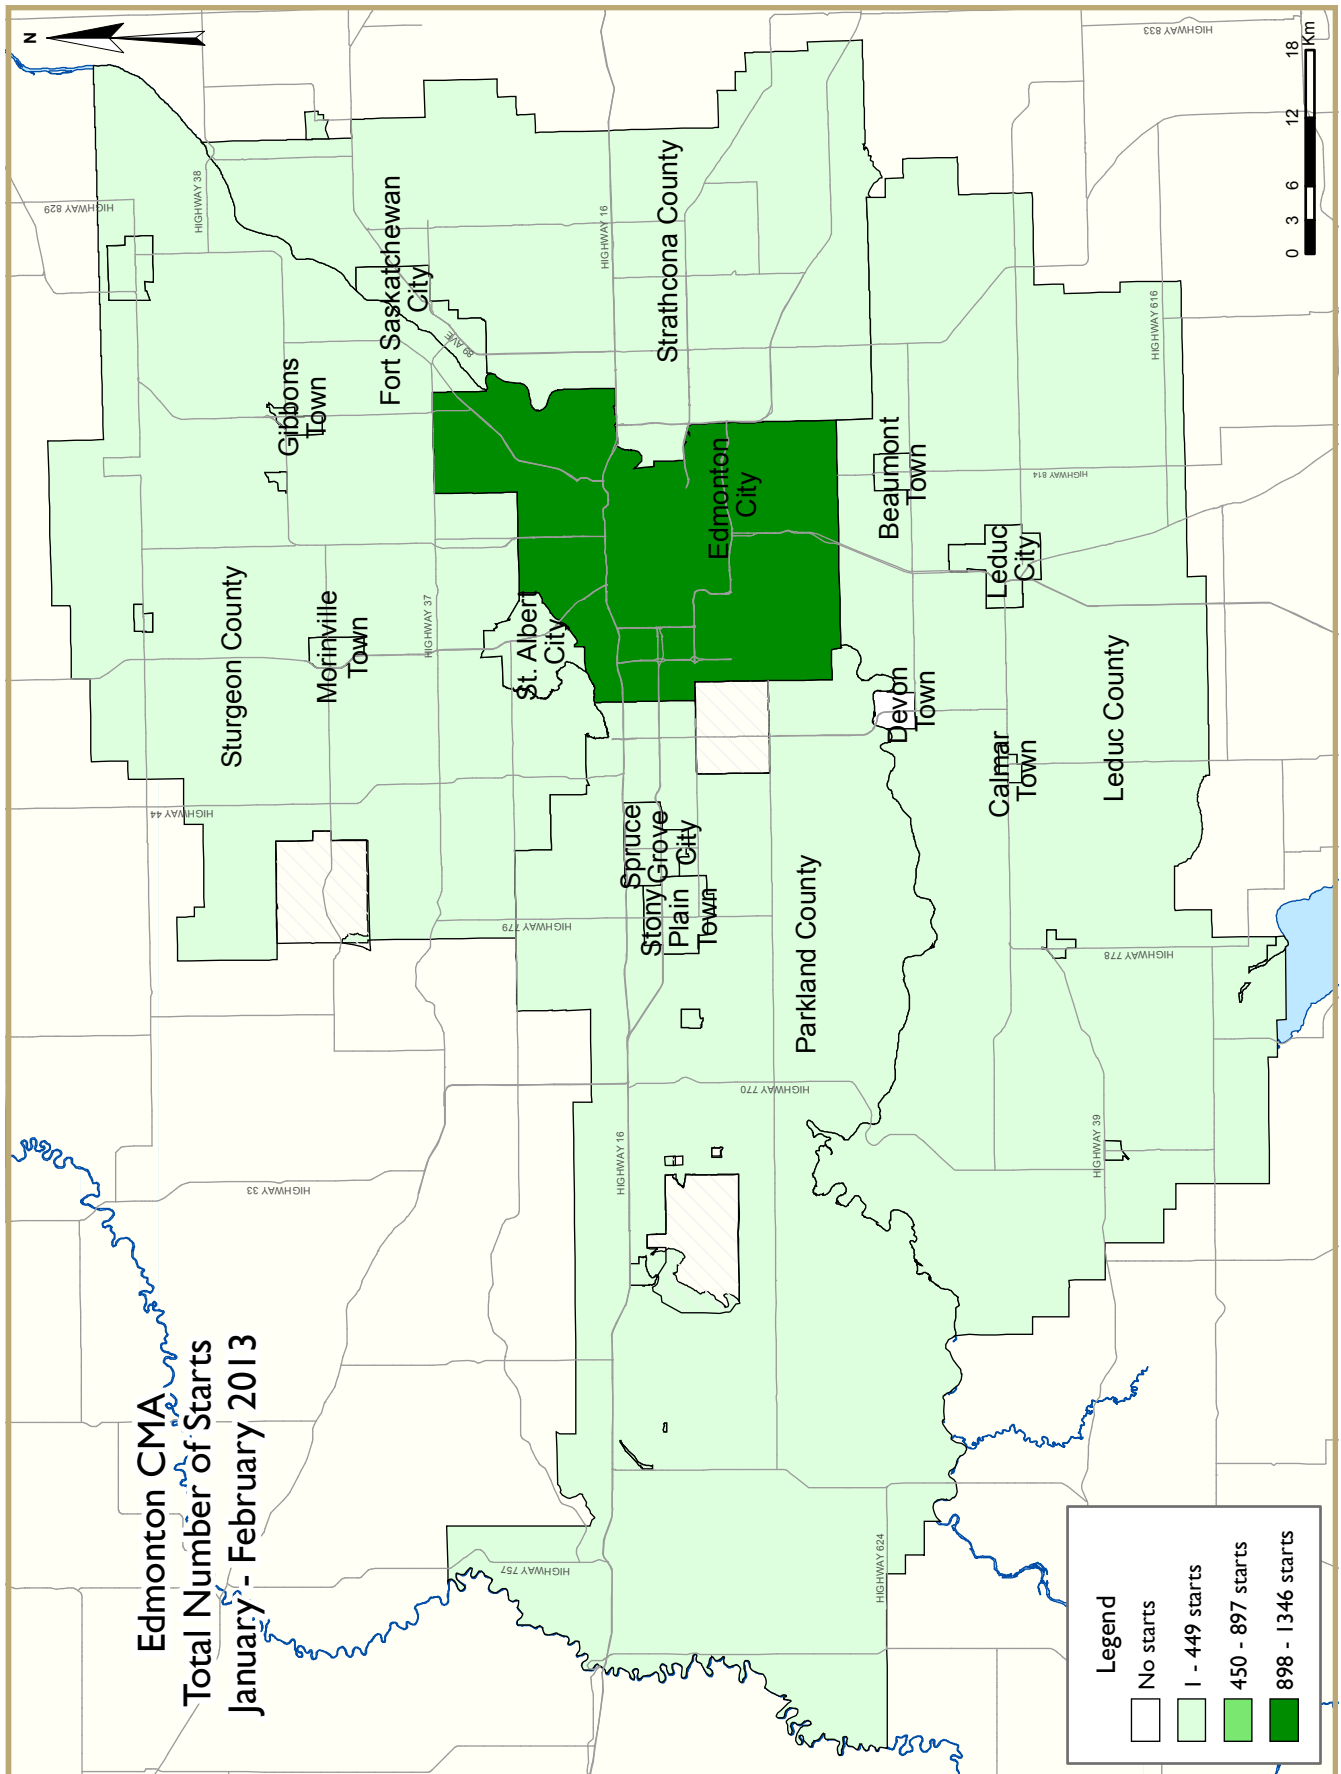 Edmonton CMA
Total Number of Starts
January - February 2013
N
HIGHWAY 829
HIGHWAY 38
HIGHWAY 44
HIGHWAY 37
HIGHWAY 33
HIGHWAY 779
HIGHWAY 757
HIGHWAY 16
HIGHWAY 16
89 AVE
HIGHWAY 770
HIGHWAY 624
HIGHWAY 778
HIGHWAY 39
HIGHWAY 814
HIGHWAY 616
HIGHWAY 833
Sturgeon County
Gibbons
Town
Morinville
Town
Fort Saskatchewan
City
St. Albert
City
Strathcona County
Edmonton
City
Spruce
Grove
City
Stony
Plain
Town
Parkland County
Beaumont
Town
Devon
Town
Leduc
City
Calmar
Town
Leduc County
Legend
No starts
1 - 449 starts
450 - 897 starts
898 - 1346 starts
0 3 6 12 18
Km